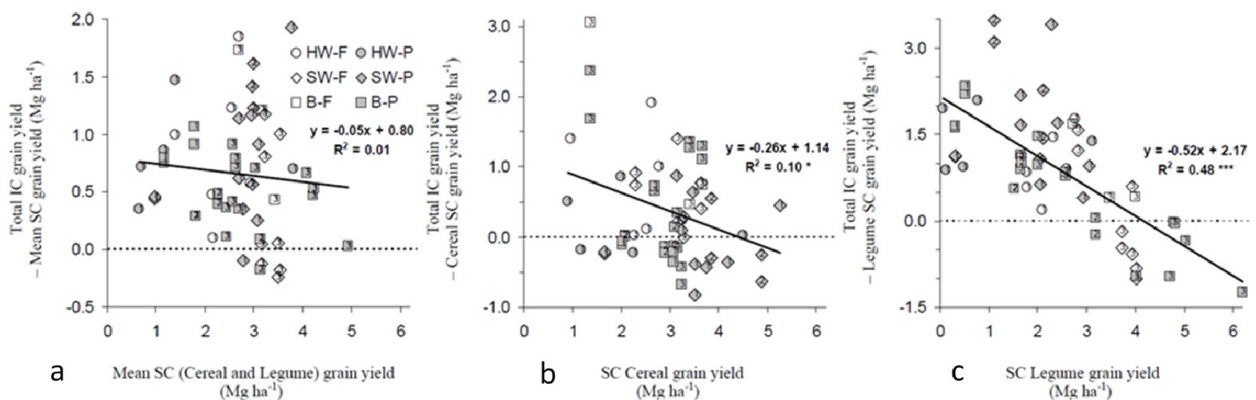 2.0
1.5
1.0
0.5
0.0
-0.5
0 1 2 3 4 5 6
Total IC grain yield
– Mean SC grain yield (Mg ha⁻¹)
HW-F HW-P
SW-F SW-P
B-F B-P
y = -0.05x + 0.80
R² = 0.01
a Mean SC (Cereal and Legume) grain yield
(Mg ha⁻¹)
3.0
2.0
1.0
0.0
-1.0
0 1 2 3 4 5 6
Total IC grain yield
– Cereal SC grain yield (Mg ha⁻¹)
y = -0.26x + 1.14
R² = 0.10 *
b SC Cereal grain yield
(Mg ha⁻¹)
3.0
1.5
0.0
-1.5
0 1 2 3 4 5 6
Total IC grain yield
– Legume SC grain yield (Mg ha⁻¹)
y = -0.52x + 2.17
R² = 0.48 ***
c SC Legume grain yield
(Mg ha⁻¹)